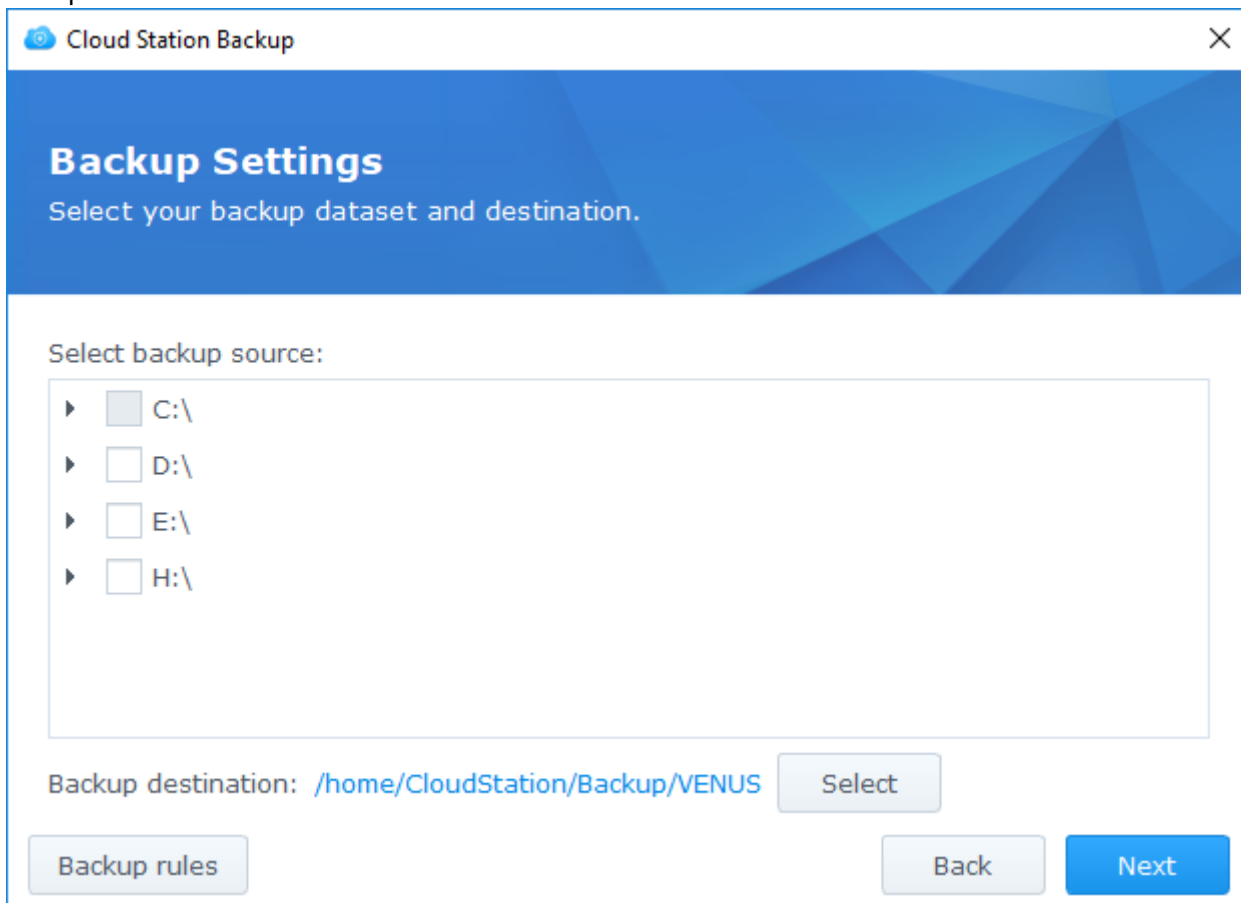 Cloud Station Backup
Backup Settings
Select your backup dataset and destination.
Select backup source:
C:\
D:\
E:\
H:\
Backup destination: /home/CloudStation/Backup/VENUS Select
Backup rules Back Next